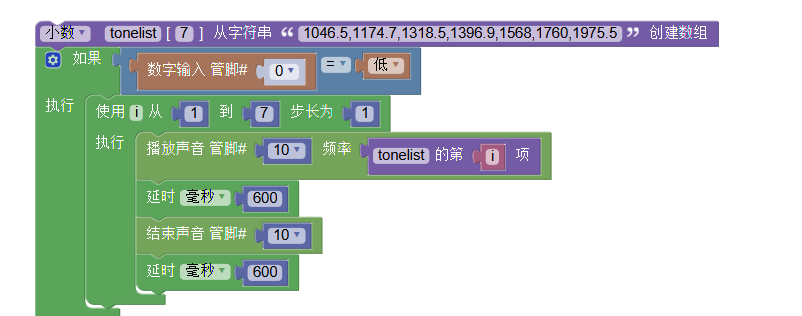 小数 tonelist [ 7 ] 从字符串 “ 1046.5,1174.7,1318.5,1396.9,1568,1760,1975.5 ” 创建数组
如果 数字输入 管脚# 0 = 低
执行 使用 i 从 1 到 7 步长为 1
执行 播放声音 管脚# 10 频率 tonelist 的第 i 项
延时 毫秒 600
结束声音 管脚# 10
延时 毫秒 600